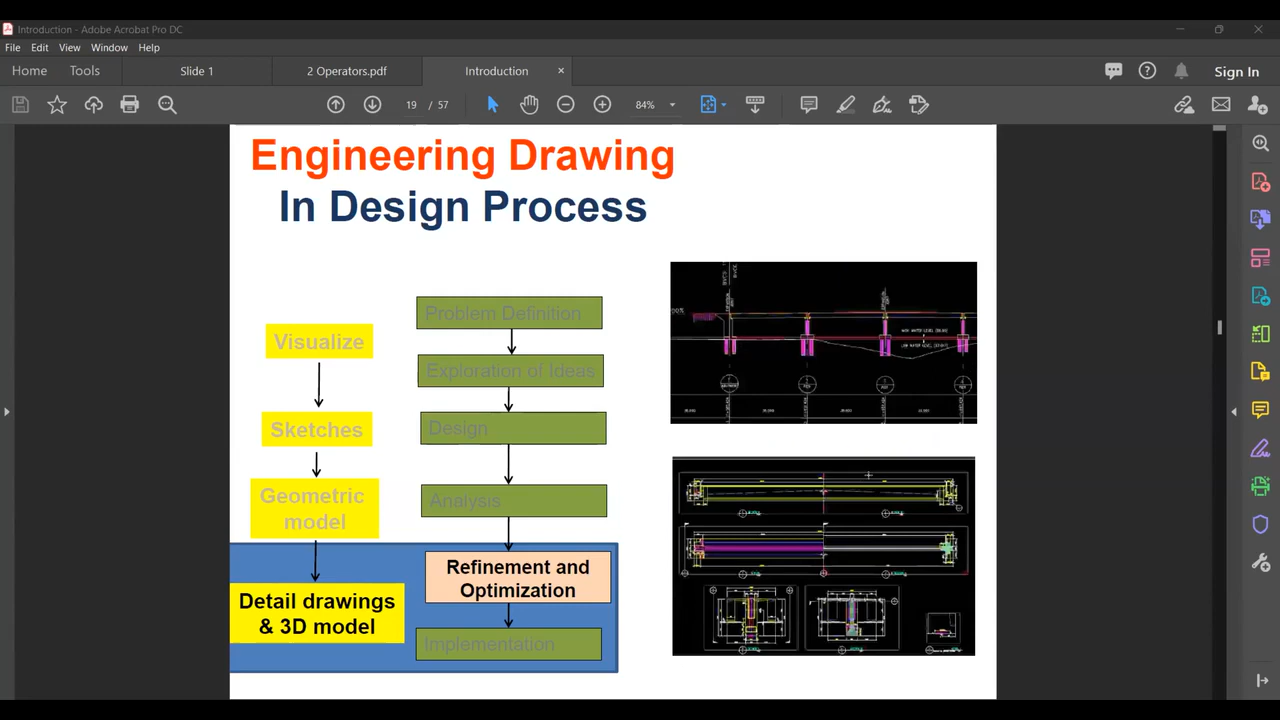 Introduction - Adobe Acrobat Pro DC
File Edit View Window Help
Home Tools Slide 1 2 Operators.pdf Introduction × Sign In
19 / 57 84%
Engineering Drawing
In Design Process
Visualize
Sketches
Geometric
model
Detail drawings
& 3D model
Problem Definition
Exploration of Ideas
Design
Analysis
Refinement and
Optimization
Implementation